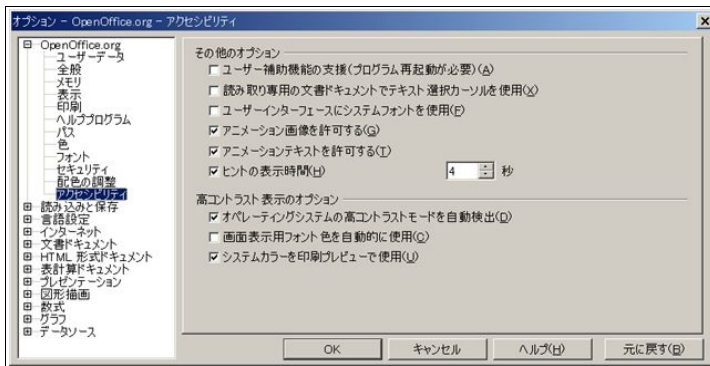 オプション - OpenOffice.org - アクセシビリティ
OpenOffice.org
ユーザーデータ
全般
メモリ
表示
印刷
ヘルププログラム
パス
色
フォント
セキュリティ
配色の調整
アクセシビリティ
読み込みと保存
言語設定
インターネット
文書ドキュメント
HTML 形式ドキュメント
表計算ドキュメント
プレゼンテーション
図形描画
数式
グラフ
データソース
その他のオプション
ユーザー補助機能の支援(プログラム再起動が必要)(A)
読み取り専用の文書ドキュメントでテキスト選択カーソルを使用(X)
ユーザーインターフェースにシステムフォントを使用(F)
アニメーション画像を許可する(G)
アニメーションテキストを許可する(T)
ヒントの表示時間(H) 4 秒
高コントラスト表示のオプション
オペレーティングシステムの高コントラストモードを自動検出(D)
画面表示用フォント色を自動的に使用(C)
システムカラーを印刷プレビューで使用(U)
OK キャンセル ヘルプ(H) 元に戻す(B)